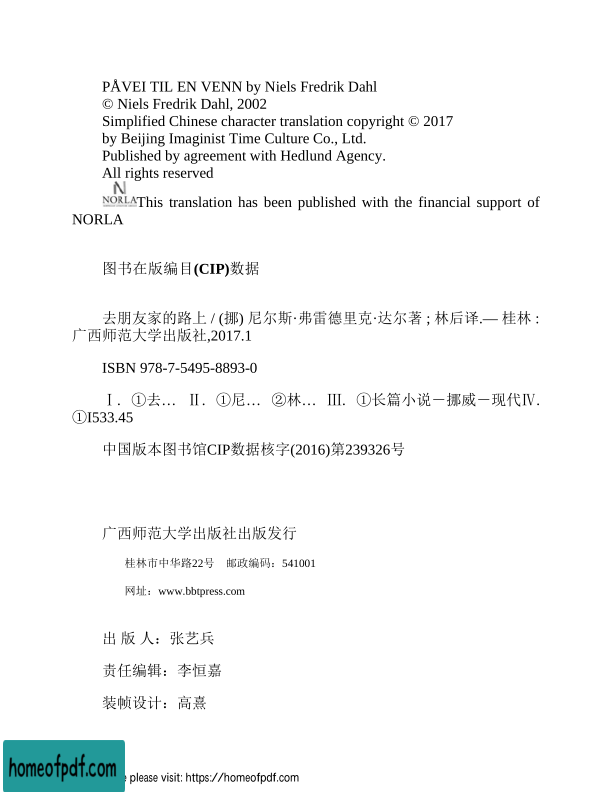 PÅVEI TIL EN VENN by Niels Fredrik Dahl
© Niels Fredrik Dahl, 2002
Simplified Chinese character translation copyright © 2017
by Beijing Imaginist Time Culture Co., Ltd.
Published by agreement with Hedlund Agency.
All rights reserved
NORLA This translation has been published with the financial support of
NORLA
图书在版编目(CIP)数据
去朋友家的路上 / (挪) 尼尔斯·弗雷德里克·达尔著 ; 林后译.— 桂林 :
广西师范大学出版社,2017.1
ISBN 978-7-5495-8893-0
Ⅰ. ①去… Ⅱ. ①尼… ②林… Ⅲ. ①长篇小说－挪威－现代Ⅳ.
①I533.45
中国版本图书馆CIP数据核字(2016)第239326号
广西师范大学出版社出版发行
桂林市中华路22号 邮政编码：541001
网址：www.bbtpress.com
出 版 人：张艺兵
责任编辑：李恒嘉
装帧设计：高熹
homeofpdf.com
please visit: https://homeofpdf.com